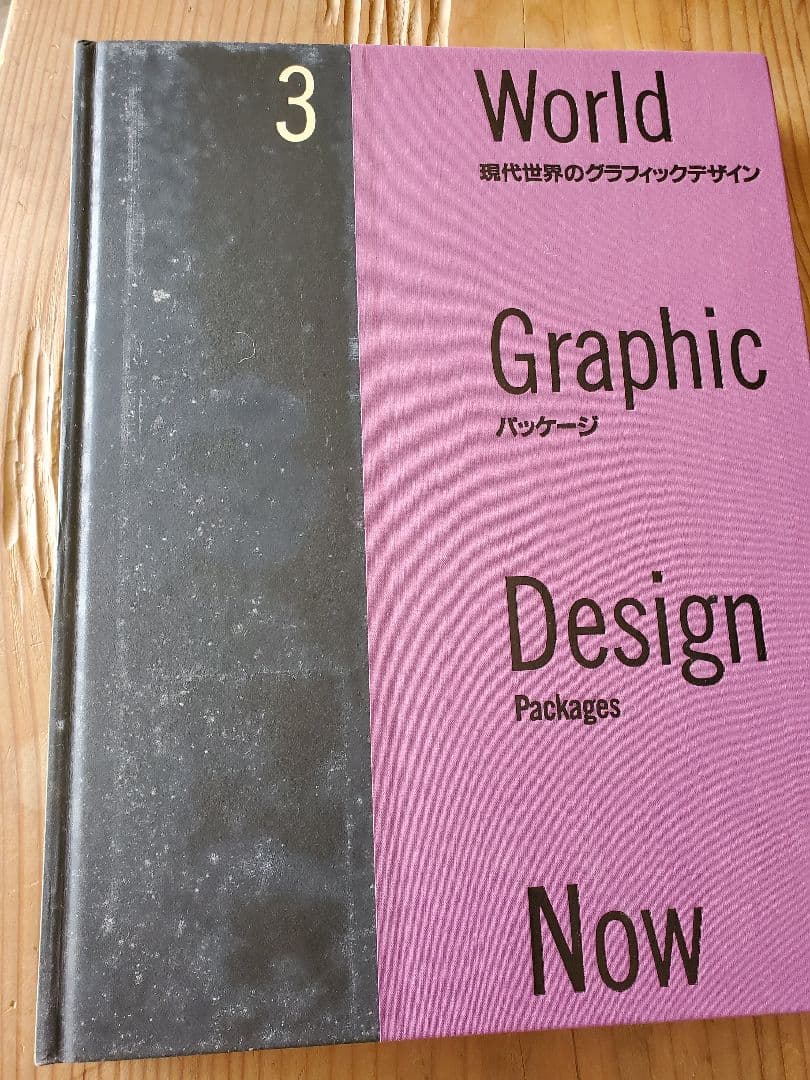 3
World
現代世界のグラフィックデザイン
Graphic
パッケージ
Design
Packages
Now